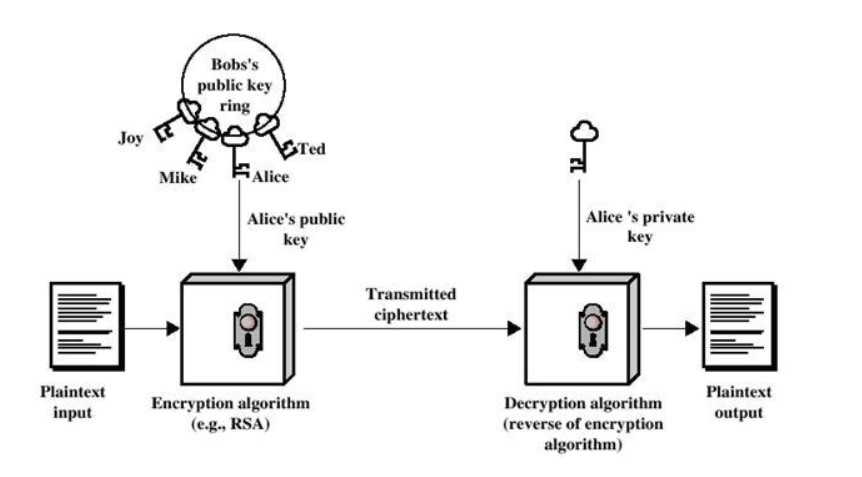 Bobs's
public key
ring
Joy
Mike
Alice
Ted
Alice's public
key
Alice 's private
key
Transmitted
ciphertext
Plaintext
input
Encryption algorithm
(e.g., RSA)
Decryption algorithm
(reverse of encryption
algorithm)
Plaintext
output